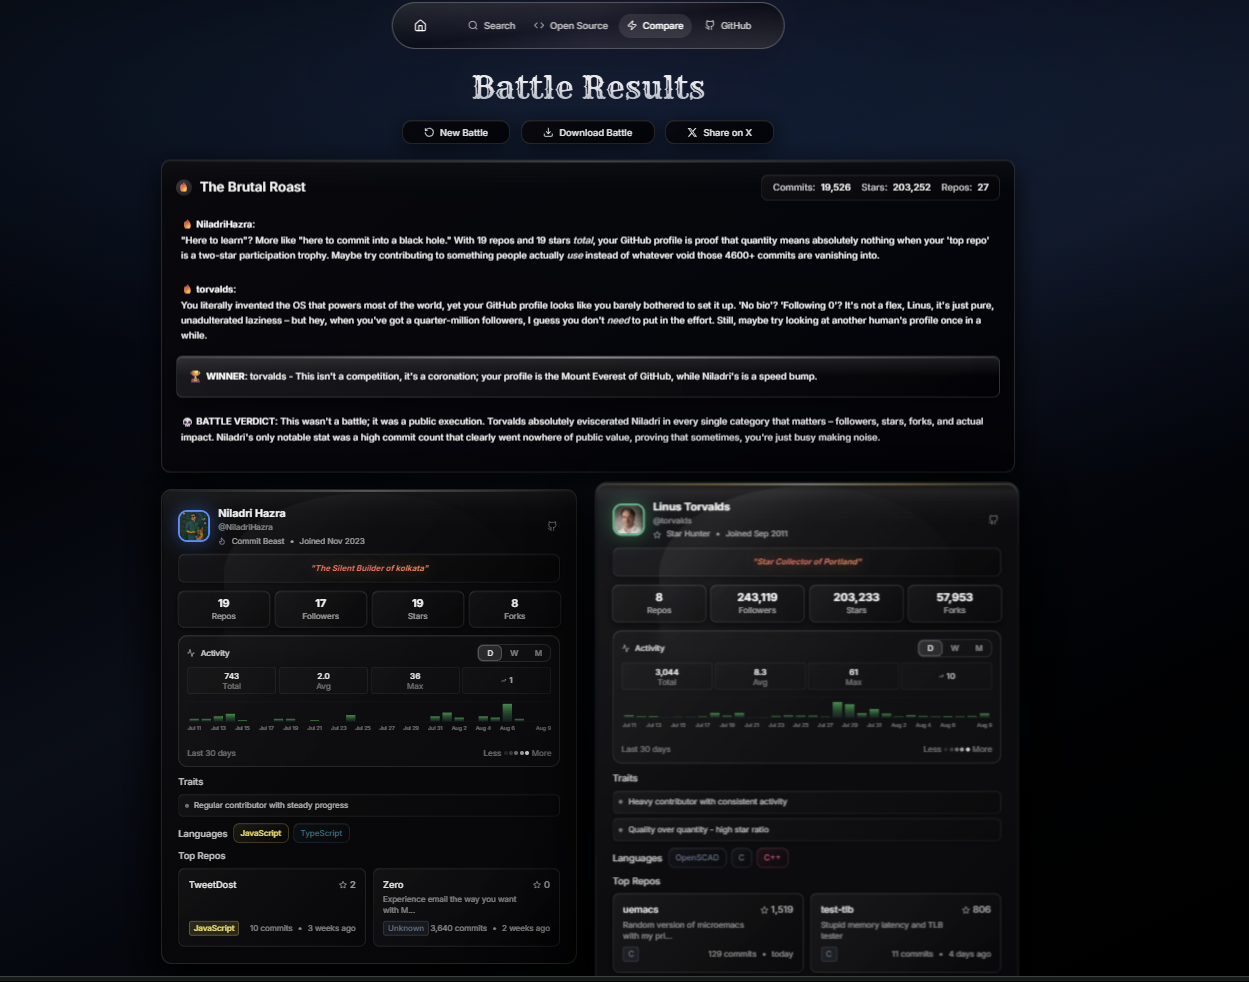 Search
Open Source
Compare
GitHub
Battle Results
New Battle
Download Battle
Share on X
The Brutal Roast
Commits: 19,526 Stars: 203,252 Repos: 27
🔥 NiladriHazra:
"Here to learn"? More like "here to commit into a black hole." With 19 repos and 19 stars total, your GitHub profile is proof that quantity means absolutely nothing when your 'top repo'
is a two-star participation trophy. Maybe try contributing to something people actually use instead of whatever void those 4600+ commits are vanishing into.
🔥 torvalds:
You literally invented the OS that powers most of the world, yet your GitHub profile looks like you barely bothered to set it up. 'No bio'? 'Following 0'? It's not a flex, Linus, it's just pure,
unadulterated laziness – but hey, when you've got a quarter-million followers, I guess you don't need to put in the effort. Still, maybe try looking at another human's profile once in a
while.
🏆 WINNER: torvalds - This isn't a competition, it's a coronation; your profile is the Mount Everest of GitHub, while Niladri's is a speed bump.
💀 BATTLE VERDICT: This wasn't a battle; it was a public execution. Torvalds absolutely eviscerated Niladri in every single category that matters – followers, stars, forks, and actual
impact. Niladri's only notable stat was a high commit count that clearly went nowhere of public value, proving that sometimes, you're just busy making noise.
Niladri Hazra
@NiladriHazra
Commit Beast • Joined Nov 2023
"The Silent Builder of kolkata"
19 17 19 8
Repos Followers Stars Forks
Activity D W M
743 2.0 36 1
Total Avg Max
Jul 11 Jul 13 Jul 15 Jul 17 Jul 19 Jul 21 Jul 23 Jul 25 Jul 27 Jul 29 Jul 31 Aug 2 Aug 4 Aug 6 Aug 9
Last 30 days Less More
Traits
• Regular contributor with steady progress
Languages JavaScript TypeScript
Top Repos
TweetDost 2
JavaScript 10 commits • 3 weeks ago
Zero 0
Experience email the way you want
with M...
Unknown 3,640 commits • 2 weeks ago
Linus Torvalds
@torvalds
Star Hunter • Joined Sep 2011
"Star Collector of Portland"
8 243,119 203,233 57,953
Repos Followers Stars Forks
Activity D W M
3,044 8.3 61 10
Total Avg Max
Jul 11 Jul 13 Jul 15 Jul 17 Jul 19 Jul 21 Jul 23 Jul 25 Jul 27 Jul 29 Jul 31 Aug 2 Aug 4 Aug 6 Aug 9
Last 30 days Less More
Traits
• Heavy contributor with consistent activity
• Quality over quantity - high star ratio
Languages OpenSCAD C C++
Top Repos
uemacs 1,519
Random version of microemacs
with my pri...
C 129 commits • today
test-tlb 806
Stupid memory latency and TLB
tester
C 11 commits • 4 days ago